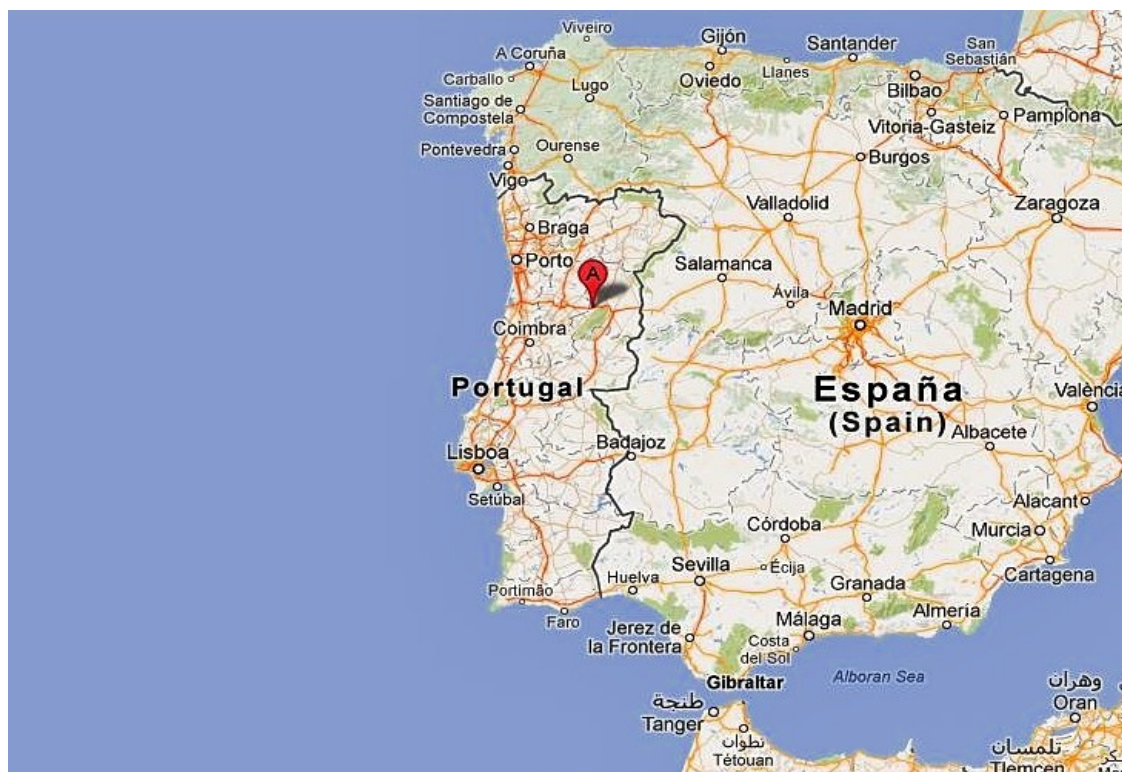 Viveiro
Gijón
Santander
San
Sebastián
A Coruña
Oviedo
Llanes
Bilbao
Carballo
Lugo
Santiago de
Compostela
Vitoria-Gasteiz
Pamplona
Pontevedra
Ourense
Burgos
Vigo
Valladolid
Zaragoza
Braga
Porto
A
Salamanca
Ávila
Madrid
Coimbra
Portugal
España
(Spain)
València
Albacete
Lisboa
Badajoz
Setúbal
Alacant
Murcia
Córdoba
Sevilla
Écija
Cartagena
Huelva
Granada
Portimão
Faro
Almería
Málaga
Jerez de
la Frontera
Costa
del Sol
Gibraltar
Alboran Sea
طنجة
Tanger
وهران
Oran
تطوان
Tétouan
تلمسان
Tlemcen